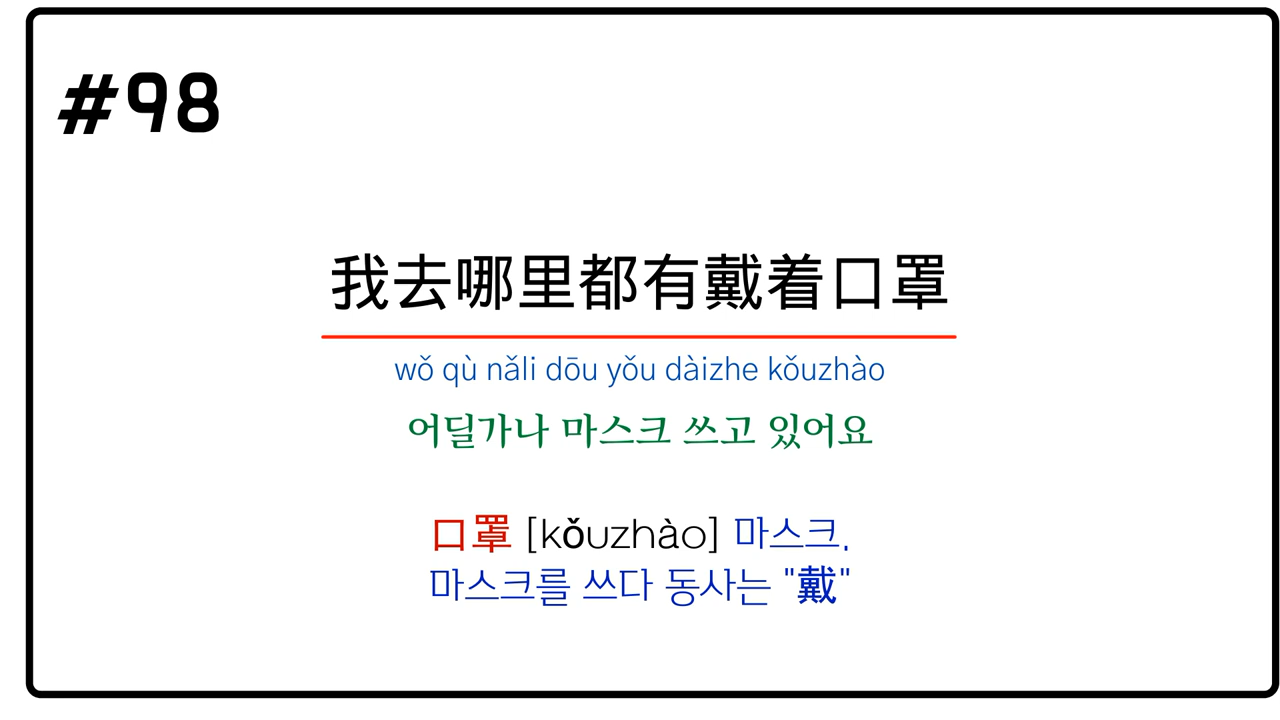 #98
我去哪里都有戴着口罩
wǒ qù nǎli dōu yǒu dàizhe kǒuzhào
어딜가나 마스크 쓰고 있어요
口罩 [kǒuzhào] 마스크.
마스크를 쓰다 동사는 "戴"